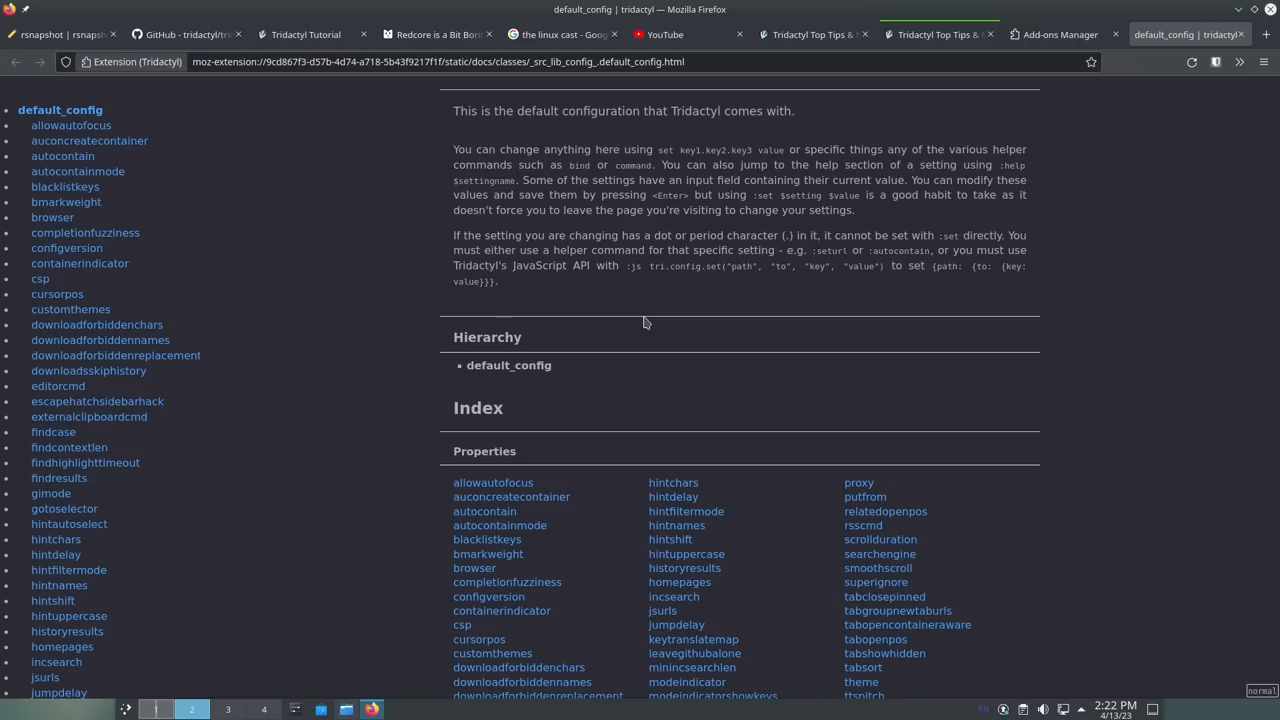 default_config | tridactyl — Mozilla Firefox
rsnapshot | rsnaps
GitHub - tridactyl/tri
Tridactyl Tutorial
Redcore is a Bit Bori
the linux cast - Goog
YouTube
Tridactyl Top Tips &
Tridactyl Top Tips &
Add-ons Manager
default_config | tridactyl
Extension (Tridactyl)
moz-extension://9cd867f3-d57b-4d74-a718-5b43f9217f1f/static/docs/classes/_src_lib_config_.default_config.html
default_config
allowautofocus
auconcreatecontainer
autocontain
autocontainmode
blacklistkeys
bmarkweight
browser
completionfuzziness
configversion
containerindicator
csp
cursorpos
customthemes
downloadforbiddenchars
downloadforbiddennames
downloadforbiddenreplacement
downloadsskiphistory
editorcmd
escapehatchsidebarhack
externalclipboardcmd
findcase
findcontextlen
findhighlighttimeout
findresults
gimode
gotoselector
hintautoselect
hintchars
hintdelay
hintfiltermode
hintnames
hintshift
hintuppercase
historyresults
homepages
incsearch
jsurls
jumpdelay
This is the default configuration that Tridactyl comes with.
You can change anything here using set key1.key2.key3 value or specific things any of the various helper
commands such as bind or command. You can also jump to the help section of a setting using :help
$settingname. Some of the settings have an input field containing their current value. You can modify these
values and save them by pressing <Enter> but using :set $setting $value is a good habit to take as it
doesn't force you to leave the page you're visiting to change your settings.
If the setting you are changing has a dot or period character (.) in it, it cannot be set with :set directly. You
must either use a helper command for that specific setting - e.g. :seturl or :autocontain, or you must use
Tridactyl's JavaScript API with :js tri.config.set("path", "to", "key", "value") to set {path: {to: {key:
value}}}.
Hierarchy
default_config
Index
Properties
allowautofocus
auconcreatecontainer
autocontain
autocontainmode
blacklistkeys
bmarkweight
browser
completionfuzziness
configversion
containerindicator
csp
cursorpos
customthemes
downloadforbiddenchars
downloadforbiddennames
downloadforbiddenreplacement
hintchars
hintdelay
hintfiltermode
hintnames
hintshift
hintuppercase
historyresults
homepages
incsearch
jsurls
jumpdelay
keytranslatemap
leavegithubalone
minincsearchlen
modeindicator
modeindicatorshowkeys
proxy
putfrom
relatedopenpos
rsscmd
scrollduration
searchengine
smoothscroll
superignore
tabclosepinned
tabgroupnewtaburls
tabopencontaineraware
tabopenpos
tabshowhidden
tabsort
theme
ttspitch
normal
1
2
3
4
EN
2:22 PM
4/13/23